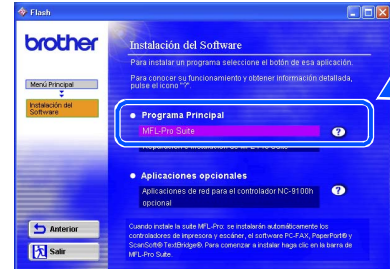 Flash
brother
Instalación del Software
Para instalar un programa seleccione el botón de esa aplicación.
Para conocer su funcionamiento y obtener información detallada,
pulse el icono "?".
Menú Principal
Instalación del
Software
Programa Principal
MFL-Pro Suite
?
Aplicaciones opcionales
Aplicaciones de red para el controlador NC-9100h
opcional
?
Anterior
Salir
Cuando instale la suite MFL-Pro: se instalarán automáticamente los
controladores de impresora y escáner, el software PC-FAX, PaperPort® y
ScanSoft® TextBridge®. Para comenzar a instalar haga clic en la barra de
MFL-Pro Suite.